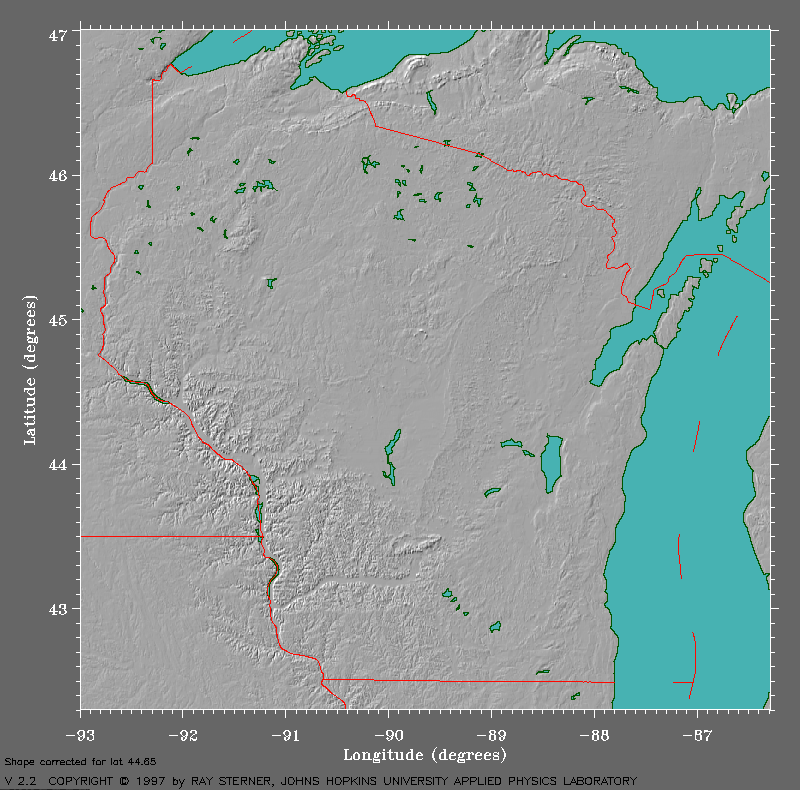 47
46
45
44
43
Latitude (degrees)
-93 -92 -91 -90 -89 -88 -87
Longitude (degrees)
Shape corrected for lat 44.65
V 2.2 COPYRIGHT © 1997 by RAY STERNER, JOHNS HOPKINS UNIVERSITY APPLIED PHYSICS LABORATORY